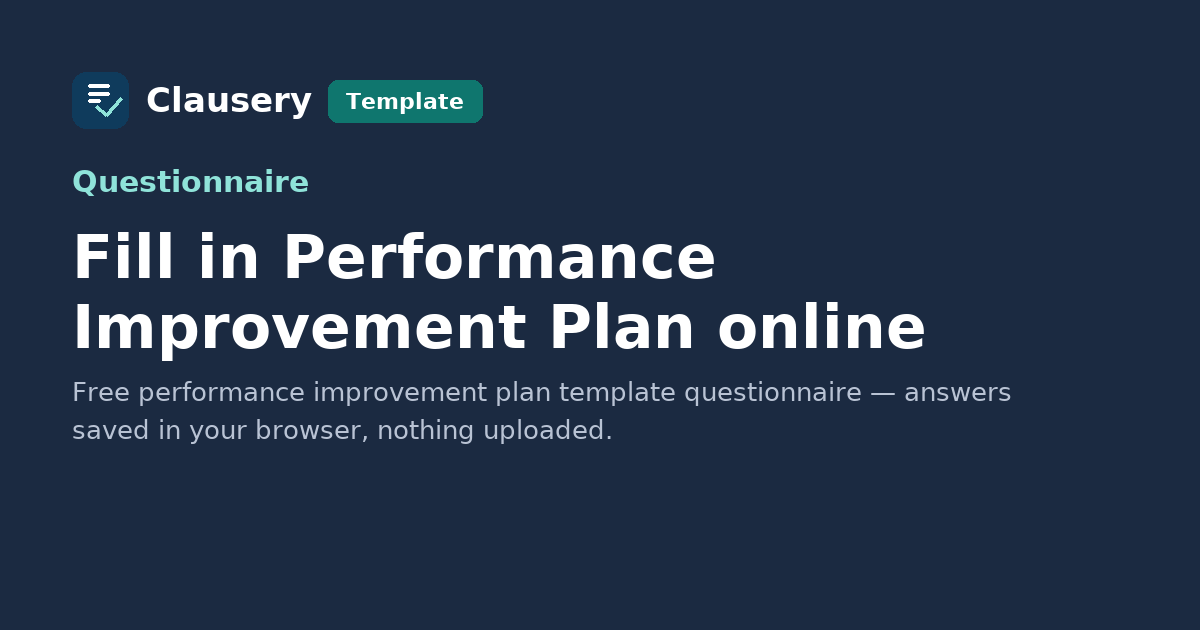 Clausery Template
Questionnaire
Fill in Performance
Improvement Plan online
Free performance improvement plan template questionnaire — answers
saved in your browser, nothing uploaded.